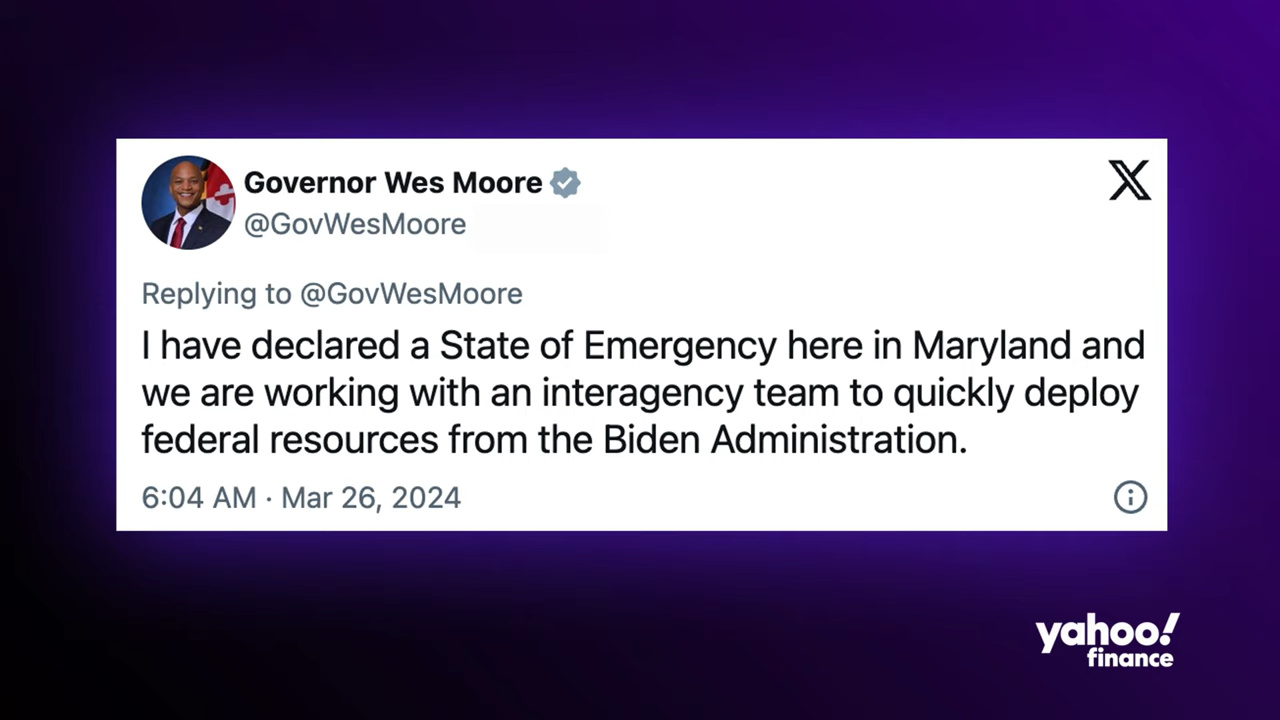 Governor Wes Moore
@GovWesMoore
Replying to @GovWesMoore
I have declared a State of Emergency here in Maryland and
we are working with an interagency team to quickly deploy
federal resources from the Biden Administration.
6:04 AM · Mar 26, 2024
yahoo!
finance